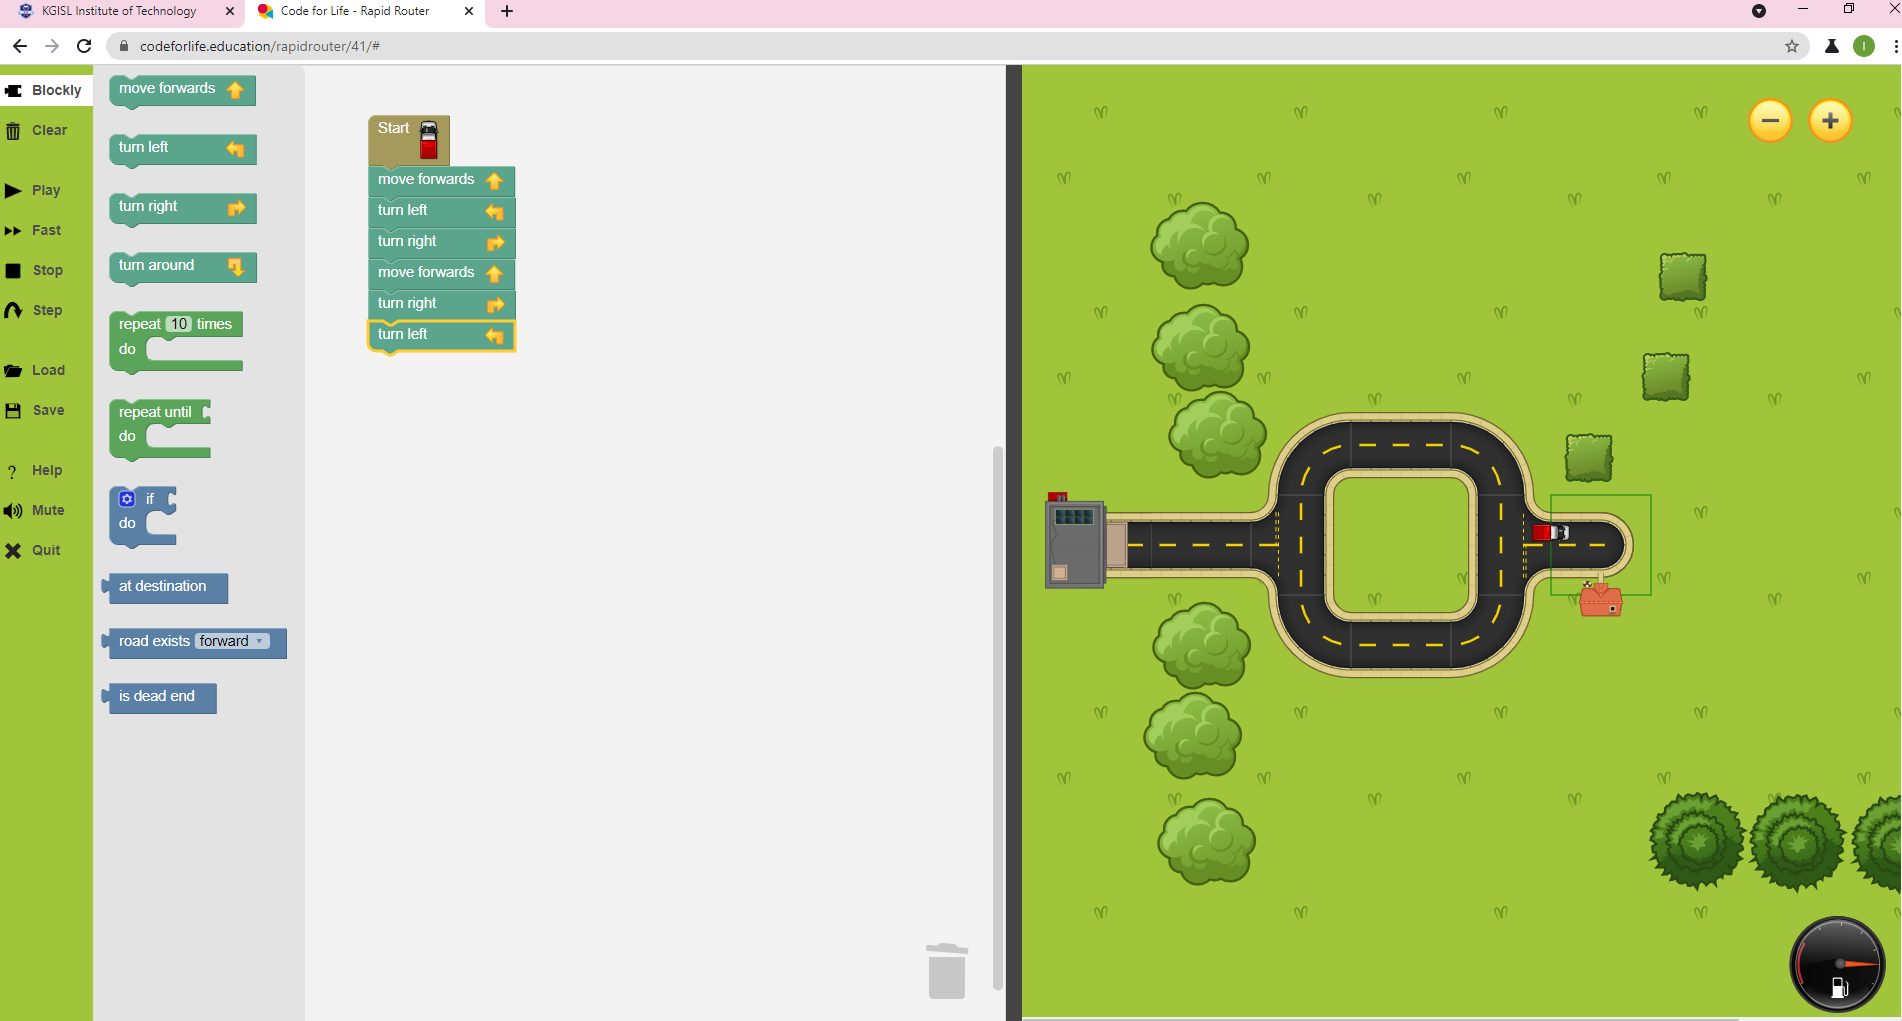 KGISL Institute of Technology
Code for Life - Rapid Router
codeforlife.education/rapidrouter/41/#
I
Blockly
Clear
Play
Fast
Stop
Step
Load
Save
Help
Mute
Quit
move forwards
turn left
turn right
turn around
repeat 10 times
do
repeat until
do
if
do
at destination
road exists forward
is dead end
Start
move forwards
turn left
turn right
move forwards
turn right
turn left